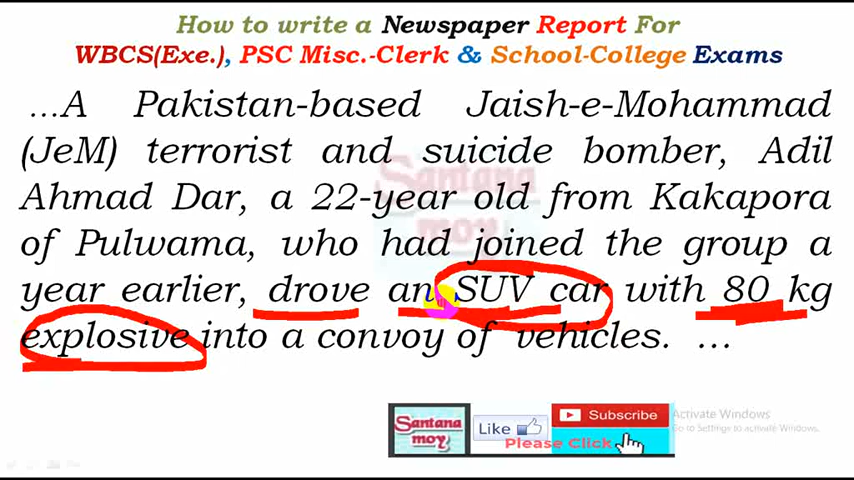 How to write a Newspaper Report For
WBCS(Exe.), PSC Misc.-Clerk & School-College Exams
...A Pakistan-based Jaish-e-Mohammad
(JeM) terrorist and suicide bomber, Adil
Ahmad Dar, a 22-year old from Kakapora
of Pulwama, who had joined the group a
year earlier, drove an SUV car with 80 kg
explosive into a convoy of vehicles. ...
Santana
moy
Santana
moy
Like
Subscribe
Please Click
Activate Windows
Go to Settings to activate Windows.